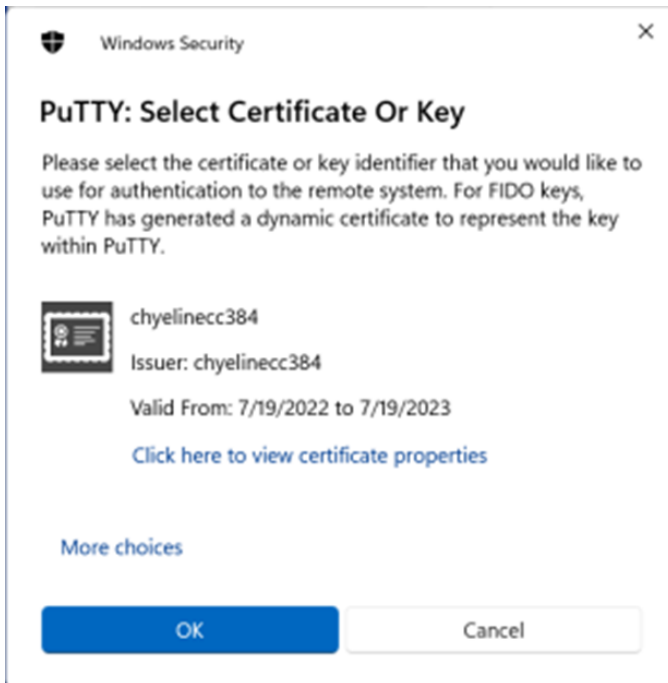 Windows Security
PuTTY: Select Certificate Or Key
Please select the certificate or key identifier that you would like to
use for authentication to the remote system. For FIDO keys,
PuTTY has generated a dynamic certificate to represent the key
within PuTTY.
chyelinecc384
Issuer: chyelinecc384
Valid From: 7/19/2022 to 7/19/2023
Click here to view certificate properties
More choices
OK
Cancel